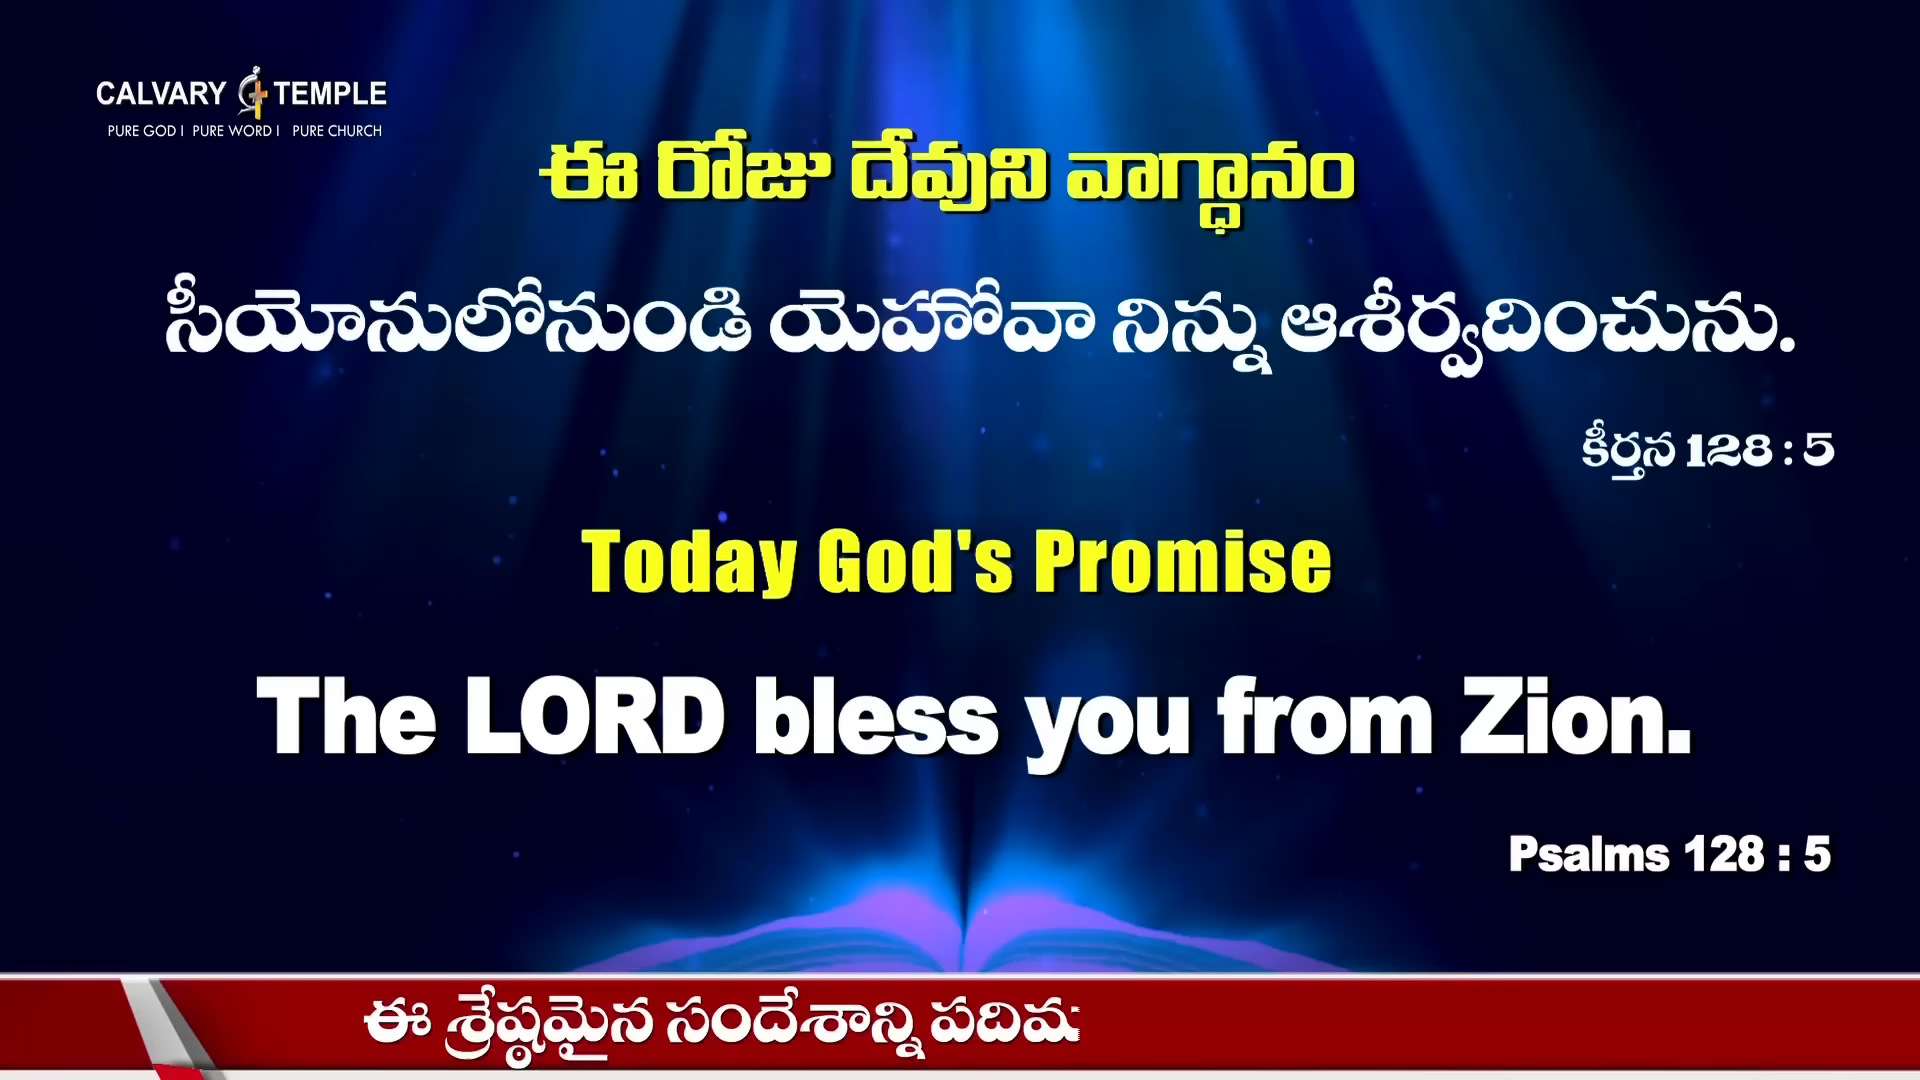 CALVARY TEMPLE
PURE GOD I PURE WORD I PURE CHURCH
ఈ రోజు దేవుని వాగ్ధానం
సీయోనులోనుండి యెహోవా నిన్ను ఆశీర్వదించును.
కీర్తన 128 : 5
Today God's Promise
The LORD bless you from Zion.
Psalms 128 : 5
ఈ శ్రేష్ఠమైన సందేశాన్ని